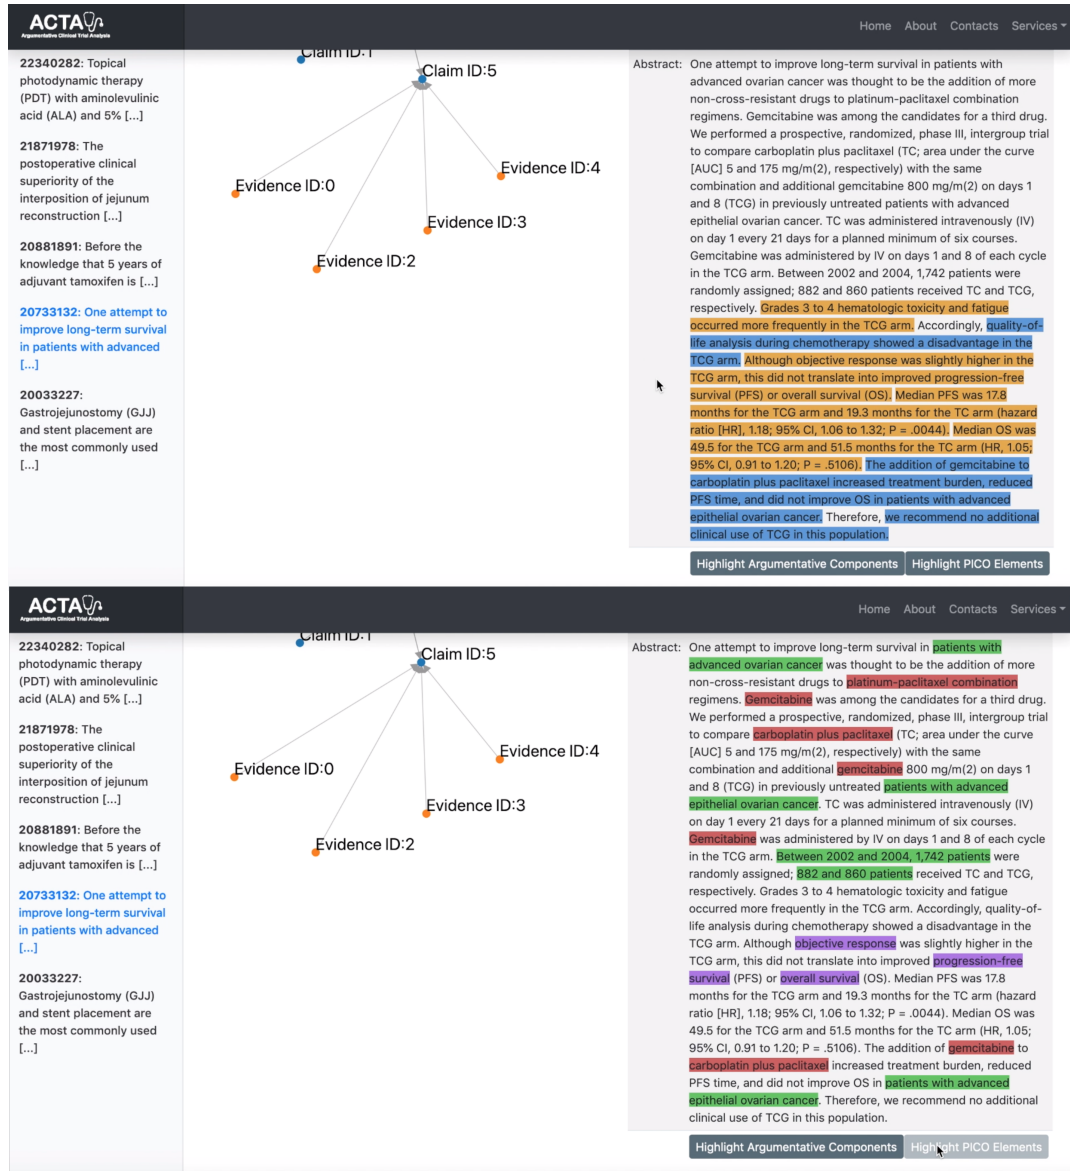 ACTA
Argumentative Clinical Trial Analysis
Home About Contacts Services
22340282: Topical
photodynamic therapy
(PDT) with aminolevulinic
acid (ALA) and 5% [...]
21871978: The
postoperative clinical
superiority of the
interposition of jejunum
reconstruction [...]
20881891: Before the
knowledge that 5 years of
adjuvant tamoxifen is [...]
20733132: One attempt to
improve long-term survival
in patients with advanced
[...]
20033227:
Gastrojejunostomy (GJJ)
and stent placement are
the most commonly used
[...]
Claim ID:1
Claim ID:5
Evidence ID:4
Evidence ID:0
Evidence ID:3
Evidence ID:2
Abstract: One attempt to improve long-term survival in patients with
advanced ovarian cancer was thought to be the addition of more
non-cross-resistant drugs to platinum-paclitaxel combination
regimens. Gemcitabine was among the candidates for a third drug.
We performed a prospective, randomized, phase III, intergroup trial
to compare carboplatin plus paclitaxel (TC; area under the curve
[AUC] 5 and 175 mg/m(2), respectively) with the same
combination and additional gemcitabine 800 mg/m(2) on days 1
and 8 (TCG) in previously untreated patients with advanced
epithelial ovarian cancer. TC was administered intravenously (IV)
on day 1 every 21 days for a planned minimum of six courses.
Gemcitabine was administered by IV on days 1 and 8 of each cycle
in the TCG arm. Between 2002 and 2004, 1,742 patients were
randomly assigned; 882 and 860 patients received TC and TCG,
respectively. Grades 3 to 4 hematologic toxicity and fatigue
occurred more frequently in the TCG arm. Accordingly, quality-of-
life analysis during chemotherapy showed a disadvantage in the
TCG arm. Although objective response was slightly higher in the
TCG arm, this did not translate into improved progression-free
survival (PFS) or overall survival (OS). Median PFS was 17.8
months for the TCG arm and 19.3 months for the TC arm (hazard
ratio [HR], 1.18; 95% CI, 1.06 to 1.32; P = .0044). Median OS was
49.5 for the TCG arm and 51.5 months for the TC arm (HR, 1.05;
95% CI, 0.91 to 1.20; P = .5106). The addition of gemcitabine to
carboplatin plus paclitaxel increased treatment burden, reduced
PFS time, and did not improve OS in patients with advanced
epithelial ovarian cancer. Therefore, we recommend no additional
clinical use of TCG in this population.
Highlight Argumentative Components Highlight PICO Elements
ACTA
Argumentative Clinical Trial Analysis
Home About Contacts Services
22340282: Topical
photodynamic therapy
(PDT) with aminolevulinic
acid (ALA) and 5% [...]
21871978: The
postoperative clinical
superiority of the
interposition of jejunum
reconstruction [...]
20881891: Before the
knowledge that 5 years of
adjuvant tamoxifen is [...]
20733132: One attempt to
improve long-term survival
in patients with advanced
[...]
20033227:
Gastrojejunostomy (GJJ)
and stent placement are
the most commonly used
[...]
Claim ID:1
Claim ID:5
Evidence ID:4
Evidence ID:0
Evidence ID:3
Evidence ID:2
Abstract: One attempt to improve long-term survival in patients with
advanced ovarian cancer was thought to be the addition of more
non-cross-resistant drugs to platinum-paclitaxel combination
regimens. Gemcitabine was among the candidates for a third drug.
We performed a prospective, randomized, phase III, intergroup trial
to compare carboplatin plus paclitaxel (TC; area under the curve
[AUC] 5 and 175 mg/m(2), respectively) with the same
combination and additional gemcitabine 800 mg/m(2) on days 1
and 8 (TCG) in previously untreated patients with advanced
epithelial ovarian cancer. TC was administered intravenously (IV)
on day 1 every 21 days for a planned minimum of six courses.
Gemcitabine was administered by IV on days 1 and 8 of each cycle
in the TCG arm. Between 2002 and 2004, 1,742 patients were
randomly assigned; 882 and 860 patients received TC and TCG,
respectively. Grades 3 to 4 hematologic toxicity and fatigue
occurred more frequently in the TCG arm. Accordingly, quality-of-
life analysis during chemotherapy showed a disadvantage in the
TCG arm. Although objective response was slightly higher in the
TCG arm, this did not translate into improved progression-free
survival (PFS) or overall survival (OS). Median PFS was 17.8
months for the TCG arm and 19.3 months for the TC arm (hazard
ratio [HR], 1.18; 95% CI, 1.06 to 1.32; P = .0044). Median OS was
49.5 for the TCG arm and 51.5 months for the TC arm (HR, 1.05;
95% CI, 0.91 to 1.20; P = .5106). The addition of gemcitabine to
carboplatin plus paclitaxel increased treatment burden, reduced
PFS time, and did not improve OS in patients with advanced
epithelial ovarian cancer. Therefore, we recommend no additional
clinical use of TCG in this population.
Highlight Argumentative Components Highlight PICO Elements